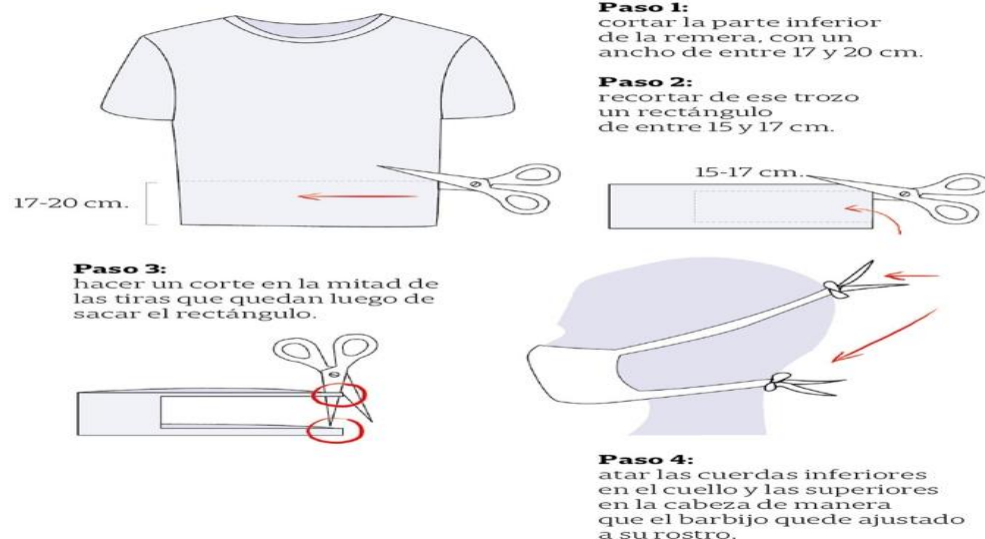 Paso 1:
cortar la parte inferior
de la remera, con un
ancho de entre 17 y 20 cm.
Paso 2:
recortar de ese trozo
un rectángulo
de entre 15 y 17 cm.
17-20 cm.
15-17 cm.
Paso 3:
hacer un corte en la mitad de
las tiras que quedan luego de
sacar el rectángulo.
Paso 4:
atar las cuerdas inferiores
en el cuello y las superiores
en la cabeza de manera
que el barbijo quede ajustado
a su rostro.